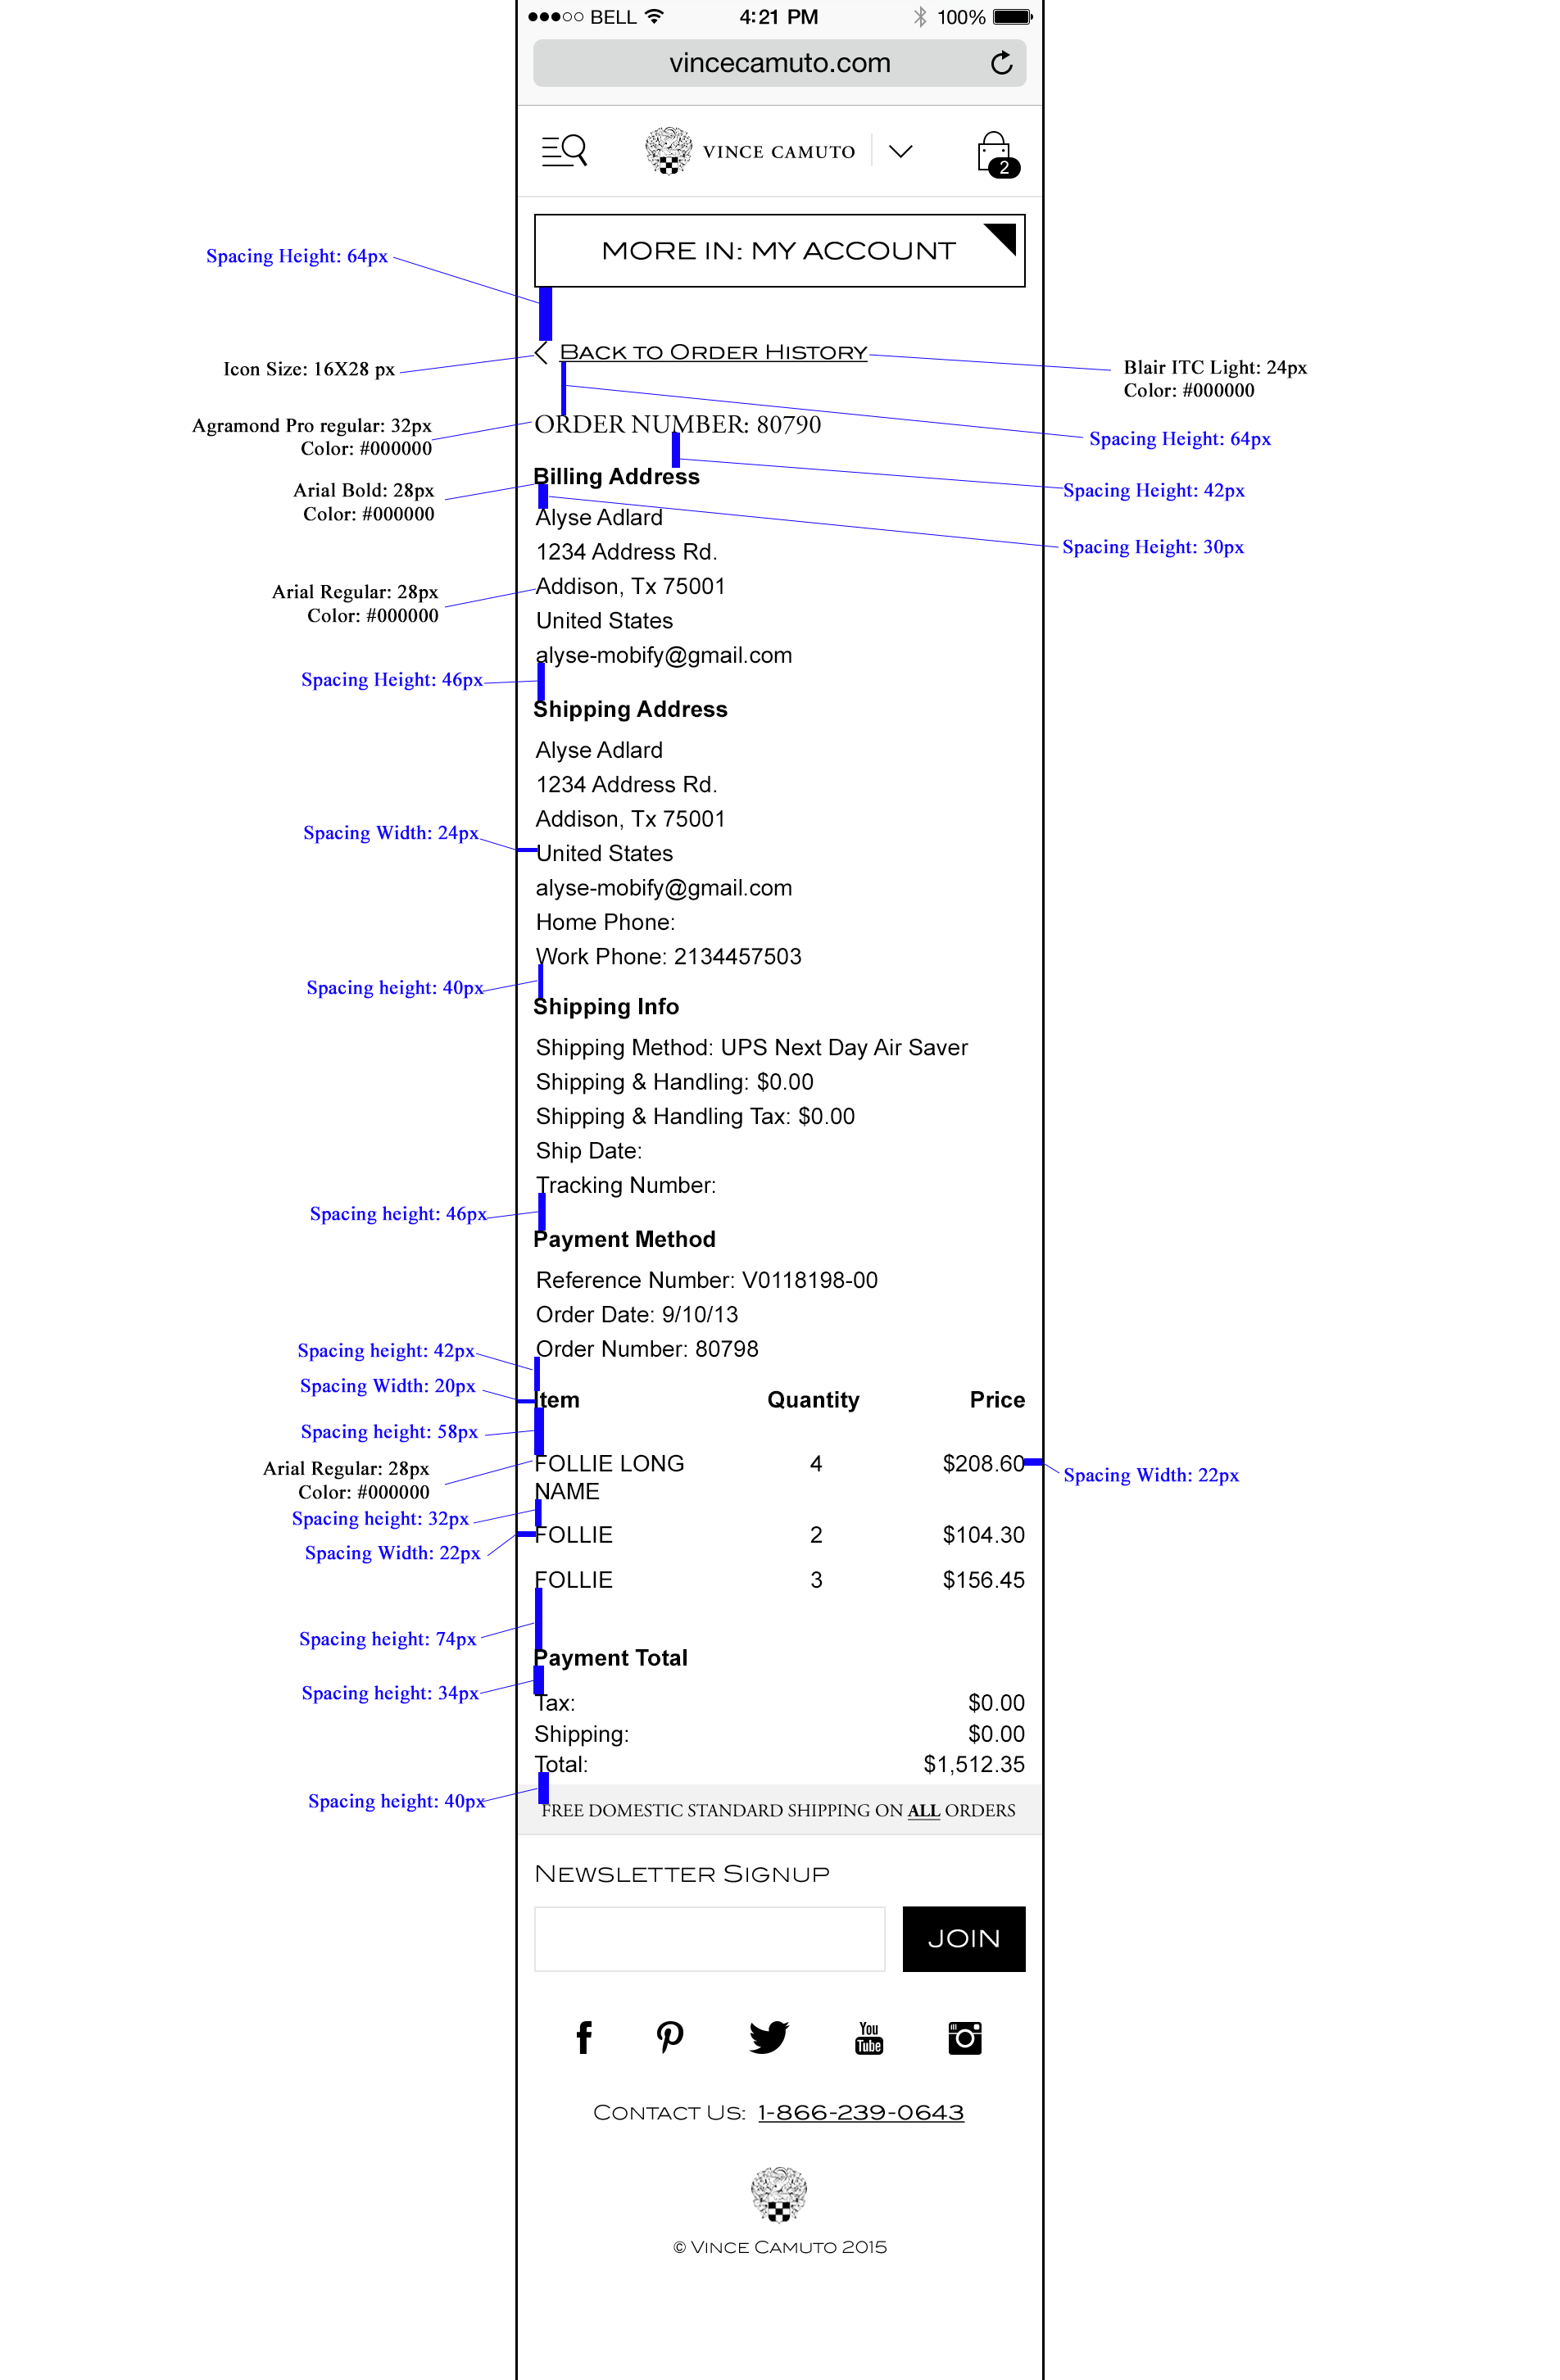 BELL 4:21 PM 100%
vincecamuto.com
VINCE CAMUTO
2
MORE IN: MY ACCOUNT
Spacing Height: 64px
BACK TO ORDER HISTORY
Icon Size: 16X28 px
Blair ITC Light: 24px
Color: #000000
Agramond Pro regular: 32px
Color: #000000
ORDER NUMBER: 80790
Spacing Height: 64px
Billing Address
Arial Bold: 28px
Color: #000000
Spacing Height: 42px
Alyse Adlard
Spacing Height: 30px
1234 Address Rd.
Addison, Tx 75001
Arial Regular: 28px
Color: #000000
United States
alyse-mobify@gmail.com
Spacing Height: 46px
Shipping Address
Alyse Adlard
1234 Address Rd.
Addison, Tx 75001
Spacing Width: 24px
United States
alyse-mobify@gmail.com
Home Phone:
Work Phone: 2134457503
Spacing height: 40px
Shipping Info
Shipping Method: UPS Next Day Air Saver
Shipping & Handling: $0.00
Shipping & Handling Tax: $0.00
Ship Date:
Tracking Number:
Spacing height: 46px
Payment Method
Reference Number: V0118198-00
Order Date: 9/10/13
Order Number: 80798
Spacing height: 42px
Spacing Width: 20px
Item Quantity Price
Spacing height: 58px
FOLLIE LONG NAME 4 $208.60
Arial Regular: 28px
Color: #000000
Spacing Width: 22px
Spacing height: 32px
FOLLIE 2 $104.30
Spacing Width: 22px
FOLLIE 3 $156.45
Spacing height: 74px
Payment Total
Spacing height: 34px
Tax: $0.00
Shipping: $0.00
Total: $1,512.35
Spacing height: 40px
FREE DOMESTIC STANDARD SHIPPING ON ALL ORDERS
NEWSLETTER SIGNUP
JOIN
You
Tube
CONTACT US: 1-866-239-0643
© VINCE CAMUTO 2015